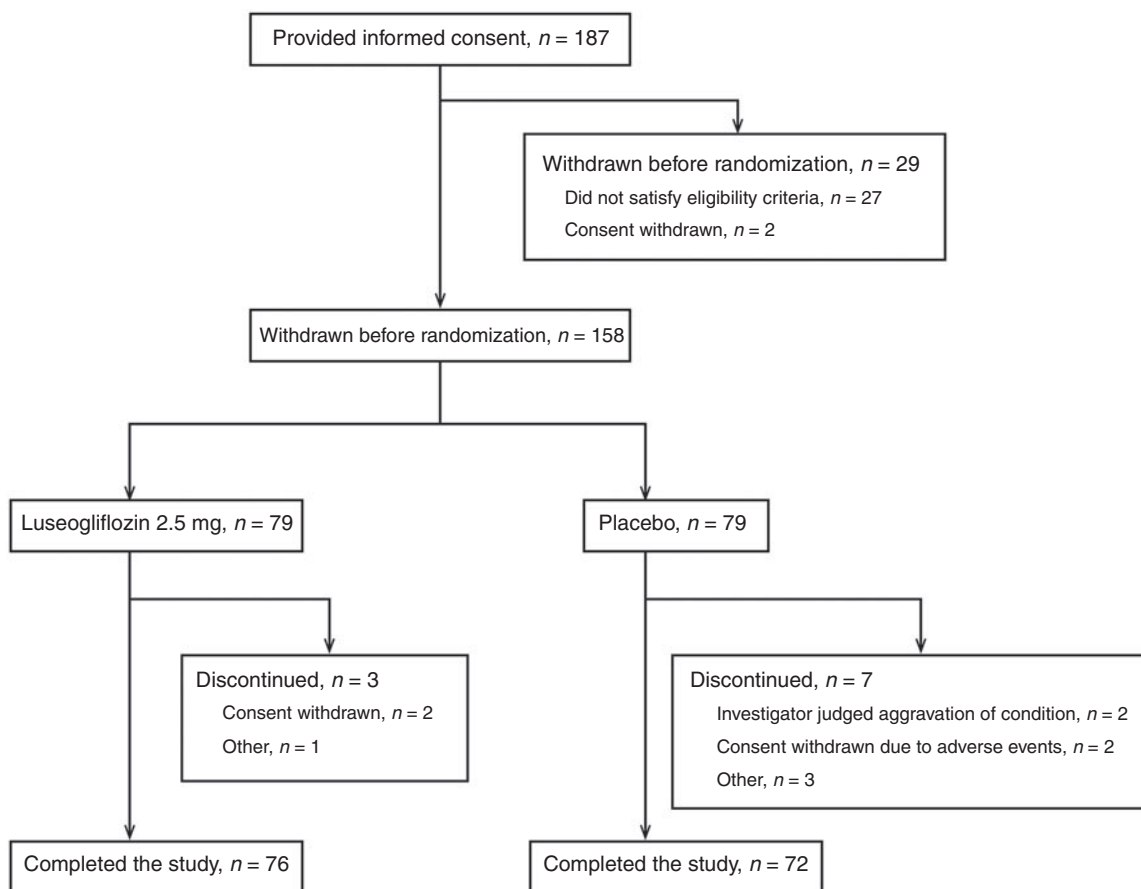 Provided informed consent, n = 187
Withdrawn before randomization, n = 29
Did not satisfy eligibility criteria, n = 27
Consent withdrawn, n = 2
Withdrawn before randomization, n = 158
Luseogliflozin 2.5 mg, n = 79
Placebo, n = 79
Discontinued, n = 3
Consent withdrawn, n = 2
Other, n = 1
Discontinued, n = 7
Investigator judged aggravation of condition, n = 2
Consent withdrawn due to adverse events, n = 2
Other, n = 3
Completed the study, n = 76
Completed the study, n = 72